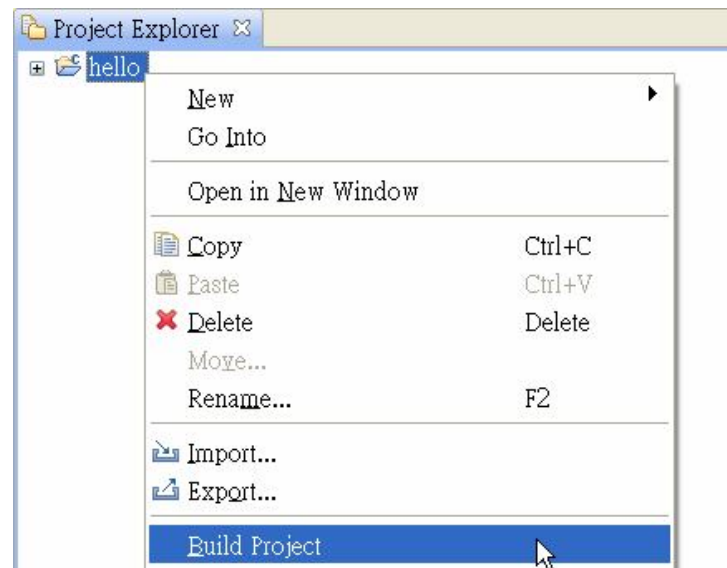 Project Explorer
hello
New
Go Into
Open in New Window
Copy Ctrl+C
Paste Ctrl+V
Delete Delete
Move...
Rename... F2
Import...
Export...
Build Project